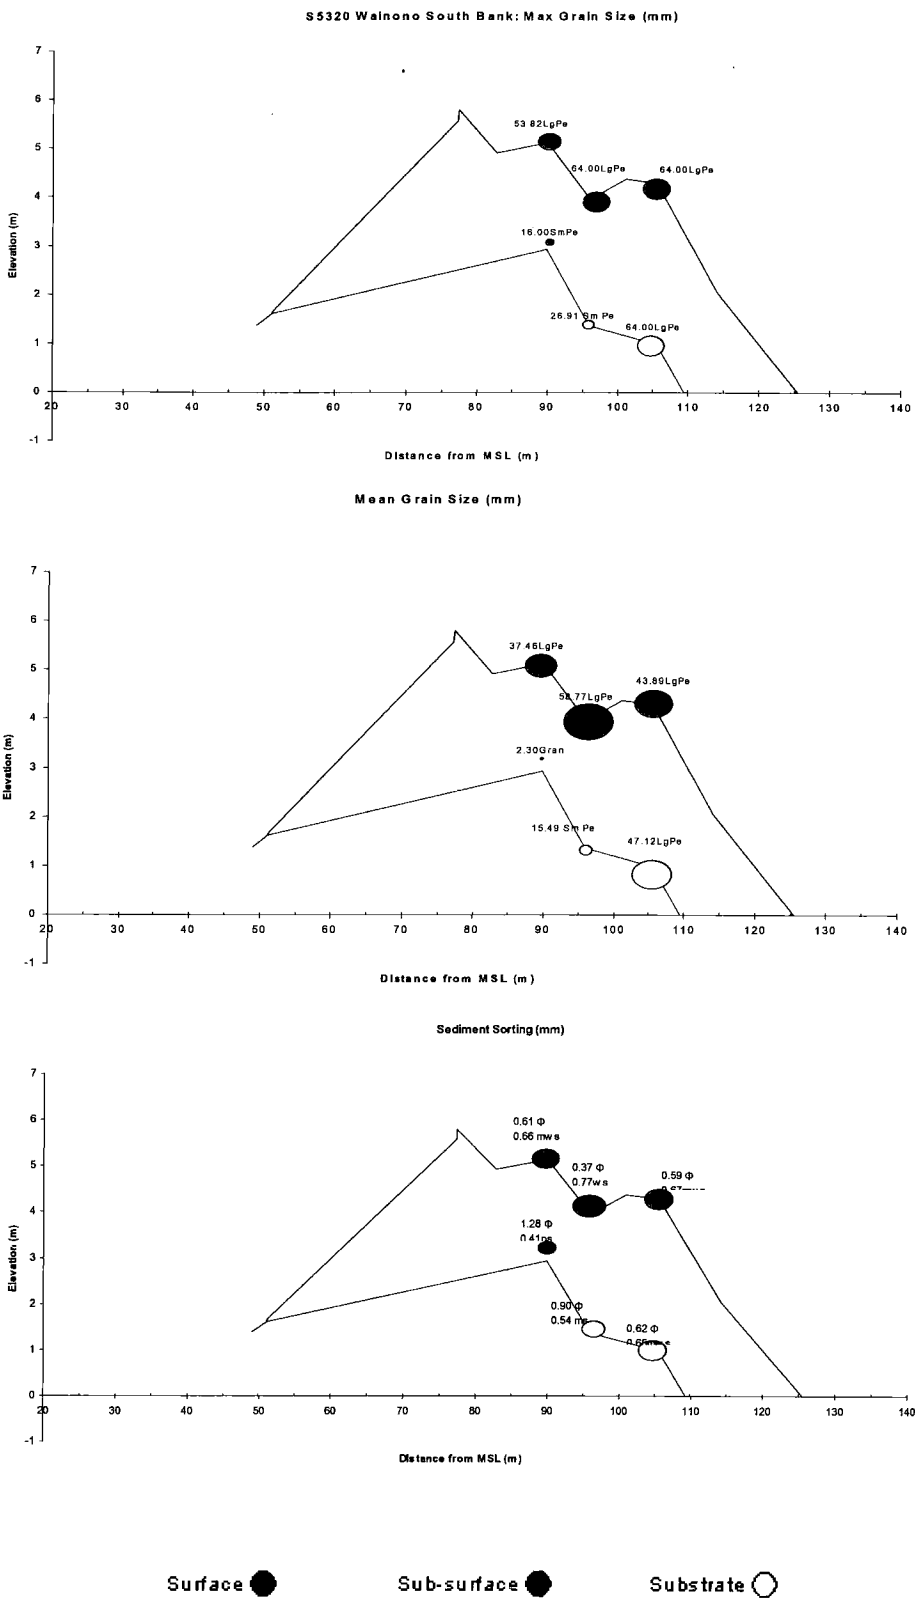 S5320 Wainono South Bank: Max Grain Size (mm)
7
6
53.82LgPe
5
64.00LgPe 64.00LgPe
4
16.00SmPe
3
2
26.91 Sm Pe 64.00LgPe
1
0
20 30 40 50 60 70 80 90 100 110 120 130 140
-1
Elevation (m)
Distance from MSL (m)
Mean Grain Size (mm)
7
6
37.46LgPe
5
43.89LgPe
LgPe
4
2.30Gran
3
2
15.49 Sm Pe 47.12LgPe
1
0
20 30 40 50 60 70 80 90 100 110 120 130 140
-1
Elevation (m)
Distance from MSL (m)
Sediment Sorting (mm)
7
6
0.61 Φ
0.66 mws
5
0.37 Φ 0.59 Φ
0.77ws
4
1.28 Φ
0.41ps
3
2
0.90 Φ
0.54 ms
0.62 Φ
1
0
20 30 40 50 60 70 80 90 100 110 120 130 140
-1
Elevation (m)
Distance from MSL (m)
Surface Sub-surface Substrate